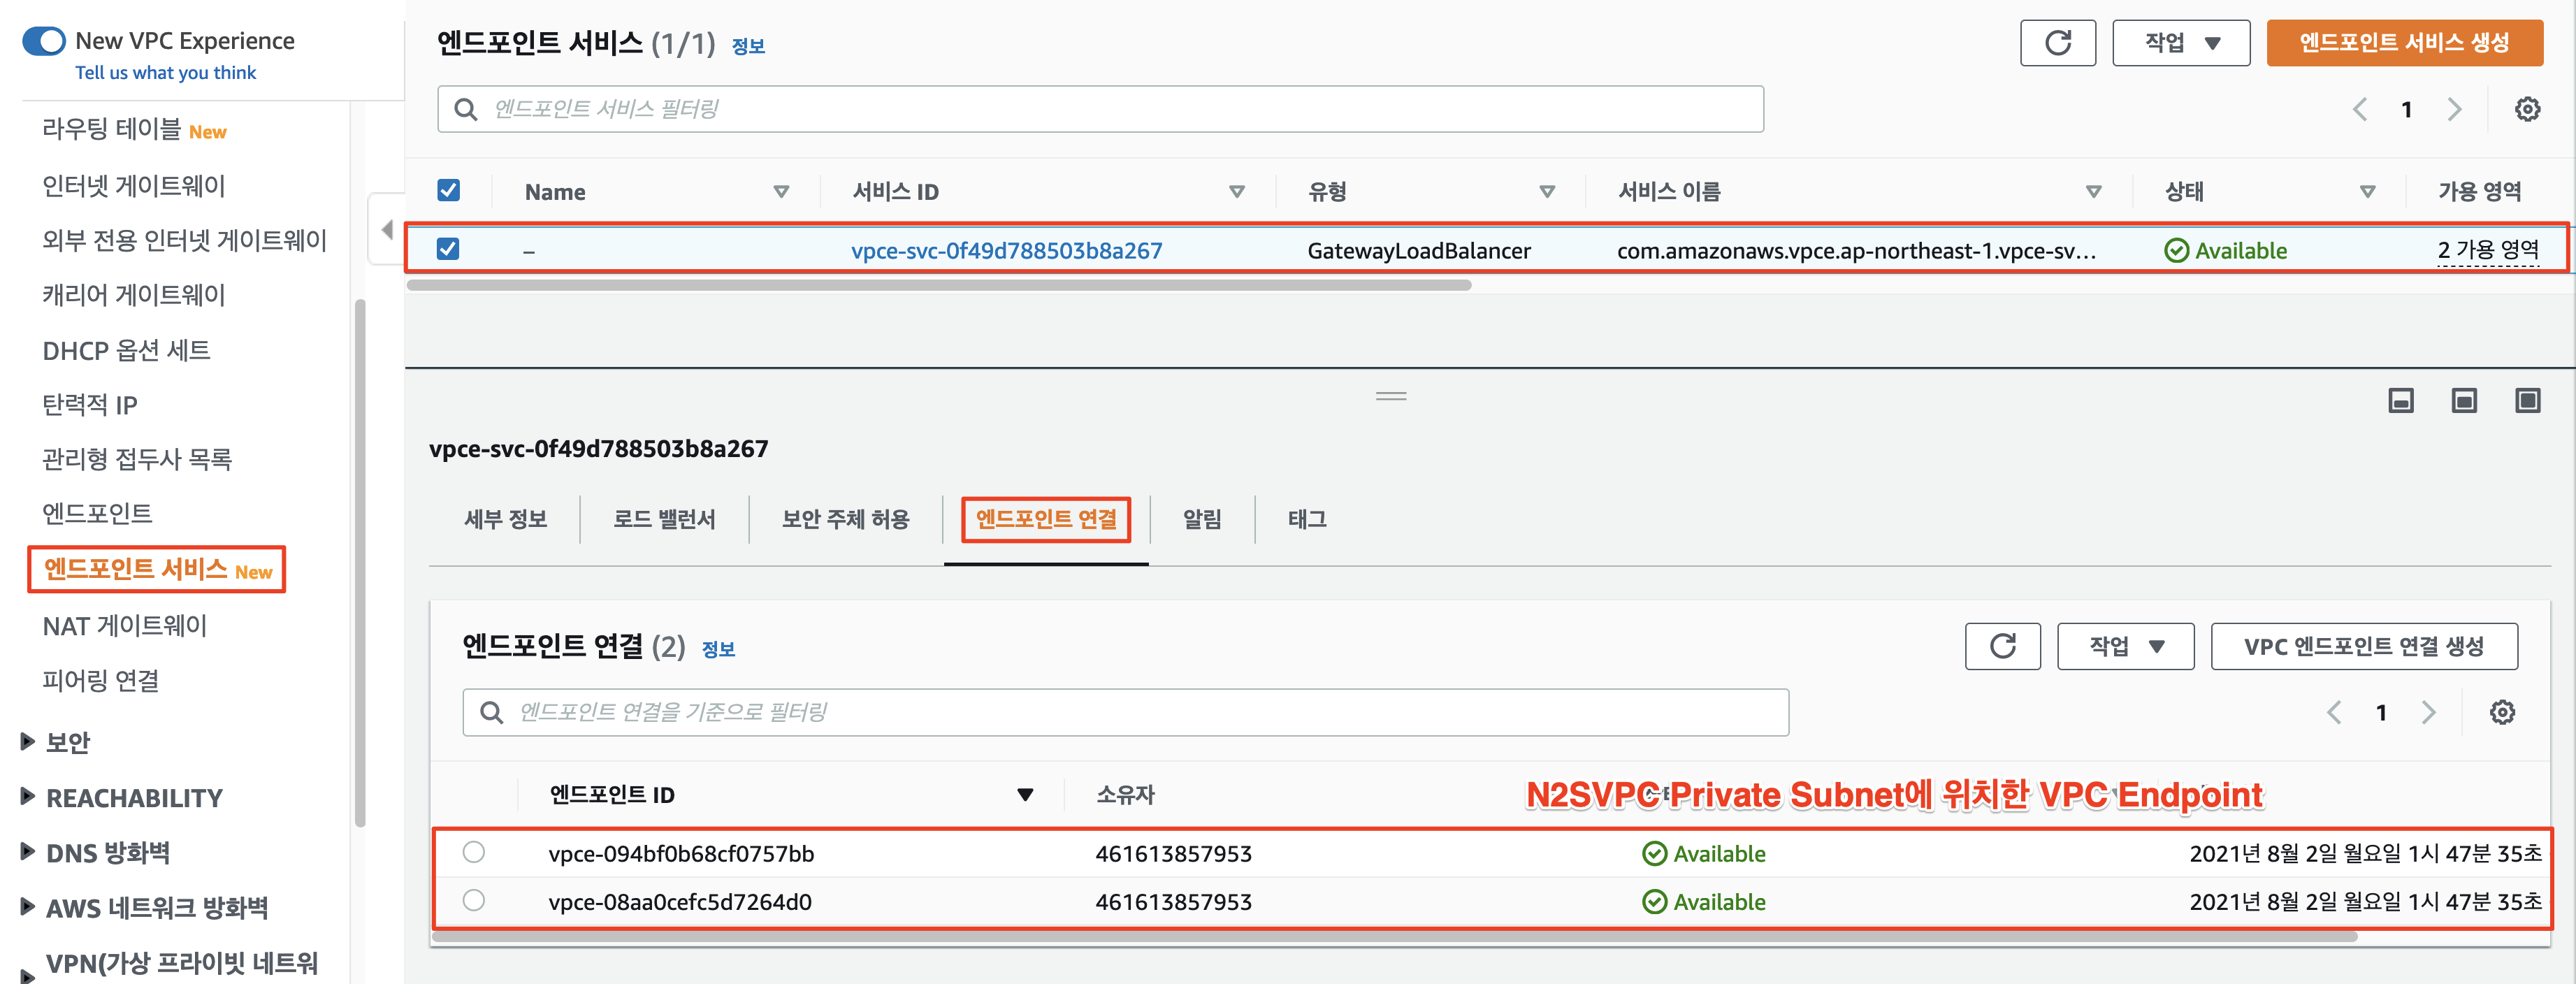 New VPC Experience
Tell us what you think
라우팅 테이블 New
인터넷 게이트웨이
외부 전용 인터넷 게이트웨이
캐리어 게이트웨이
DHCP 옵션 세트
탄력적 IP
관리형 접두사 목록
엔드포인트
엔드포인트 서비스 New
NAT 게이트웨이
피어링 연결
보안
REACHABILITY
DNS 방화벽
AWS 네트워크 방화벽
VPN(가상 프라이빗 네트워
엔드포인트 서비스 (1/1) 정보
작업
엔드포인트 서비스 생성
엔드포인트 서비스 필터링
1
Name 서비스 ID 유형 서비스 이름 상태 가용 영역
– vpce-svc-0f49d788503b8a267 GatewayLoadBalancer com.amazonaws.vpce.ap-northeast-1.vpce-sv... Available 2 가용 영역
vpce-svc-0f49d788503b8a267
세부 정보 로드 밸런서 보안 주체 허용 엔드포인트 연결 알림 태그
엔드포인트 연결 (2) 정보
작업
VPC 엔드포인트 연결 생성
엔드포인트 연결을 기준으로 필터링
1
엔드포인트 ID 소유자
N2SVPC Private Subnet에 위치한 VPC Endpoint
vpce-094bf0b68cf0757bb 461613857953 Available 2021년 8월 2일 월요일 1시 47분 35초
vpce-08aa0cefc5d7264d0 461613857953 Available 2021년 8월 2일 월요일 1시 47분 35초